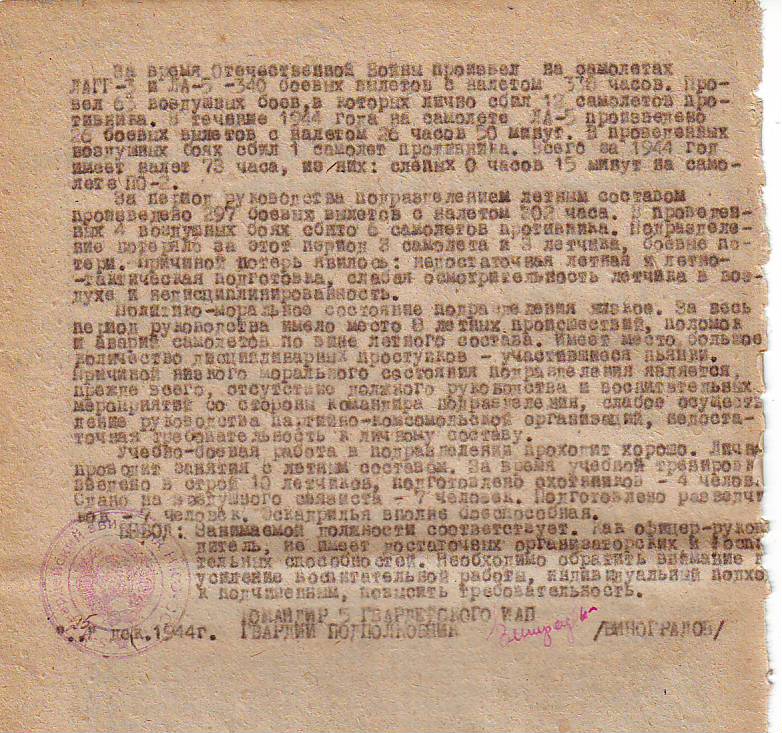 За время Отечественной Войны произвел на самолетах
ЛАГГ-3 и ЛА-5 -340 боевых вылетов с налетом часов. Про-
вел 63 воздушных боев,в которых лично сбил 12 самолетов про-
тивника. В течение 1944 года на самолете ЛА-5 произведено
26 боевых вылетов с налетом 26 часов 50 минут. В проведенных
воздушных боях сбил 1 самолет противника. Всего за 1944 год
имеет налет 73 часа, из них: слепых 0 часов 15 минут на само-
лете ПО-2.
За период руководства подразделением летным составом
произведено 297 боевых вылетов с налетом 202 часа. В проведен-
ных 4 воздушных боях сбито 6 самолетов противника. Подразделе-
ние потеряло за этот период 3 самолета и 3 летчика, боевые по-
тери. Причиной потерь явилось: недостаточная летная и летно-
-тактическая подготовка, слабая осмотрительность летчика в воз-
духе и недисциплинированность.
Политико-моральное состояние подразделения низкое. За весь
период руководства имело место 8 летных происшествий, поломок
и аварий самолетов по вине летного состава. Имеет место большое
количество дисциплинарных проступков - участившиеся пьянки.
Причиной низкого морального состояния подразделения является,
прежде всего, отсутствие должного руководства и воспитательных
мероприятий со стороны командира подразделения, слабое осущест
ление руководства партийно-комсомольской организаций, недоста-
точная требовательность к личному составу.
Учебно-боевая работа в подразделении проходит хорошо. Личн
проводит занятия с летным составом. За время учебной тренировк
введено в строй 10 летчиков, подготовлено охотников - 4 челов
Сдано на воздушного связиста - 7 человек. Подготовлено разведчи
ков - 7 человек. Эскадрилья вполне боеспособная.
ВЫВОД: Занимаемой должности соответствует. Как офицер-руков
дитель, не имеет достаточных организаторских и воспи
тельных способностей. Необходимо обратить внимание н
усиление воспитательной работы, индивидуальный подхо
к подчиненным, повысить требовательность.
КОМАНДИР 5 ГВАРДЕЙСКОГО ИАП
"25" дек.1944г. ГВАРДИИ ПОДПОЛКОВНИК /ВИНОГРАДОВ/